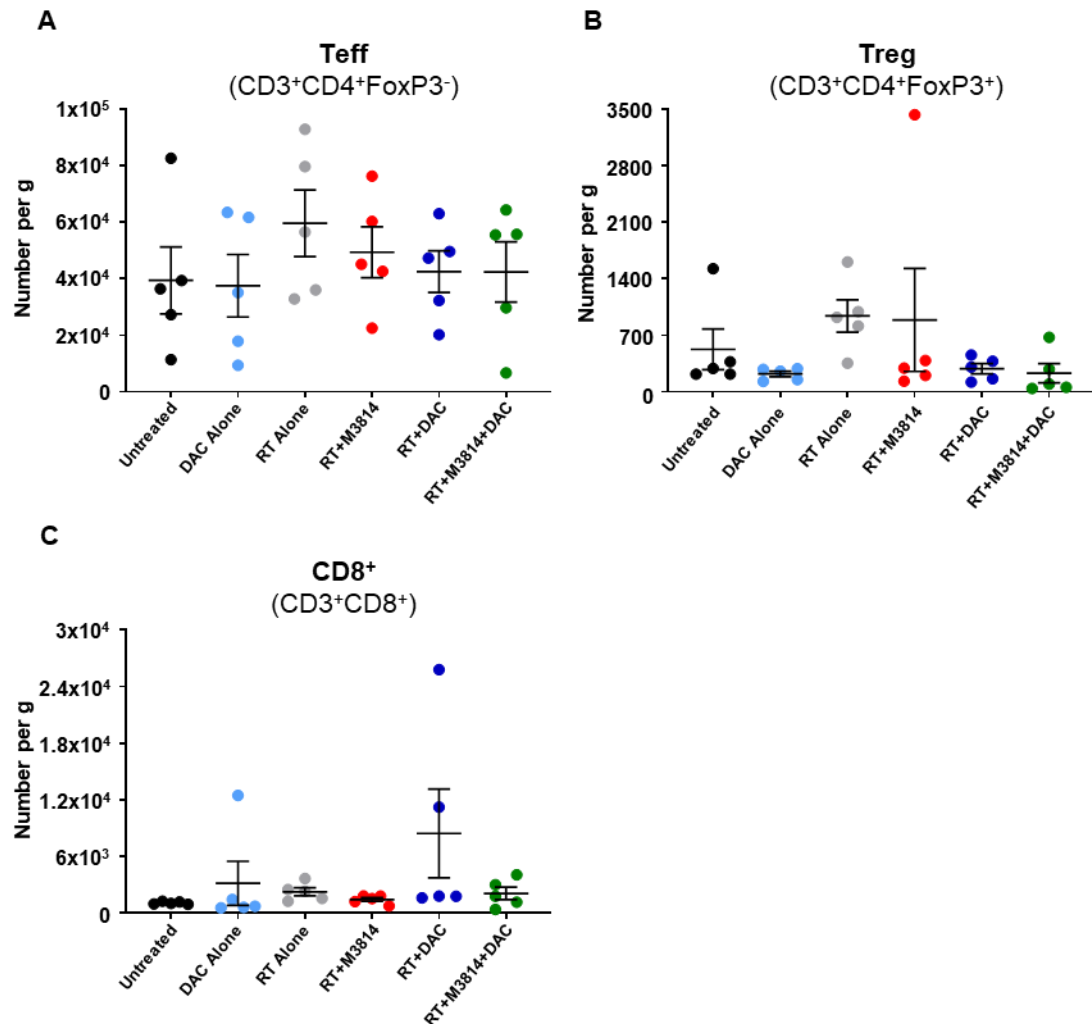 A
Teff
(CD3⁺CD4⁺FoxP3⁻)
Number per g
1x10⁵
8x10⁴
6x10⁴
4x10⁴
2x10⁴
0
Untreated
DAC Alone
RT Alone
RT+M3814
RT+DAC
RT+M3814+DAC
B
Treg
(CD3⁺CD4⁺FoxP3⁺)
Number per g
3500
2800
2100
1400
700
0
Untreated
DAC Alone
RT Alone
RT+M3814
RT+DAC
RT+M3814+DAC
C
CD8⁺
(CD3⁺CD8⁺)
Number per g
3x10⁴
2.4x10⁴
1.8x10⁴
1.2x10⁴
6x10³
0
Untreated
DAC Alone
RT Alone
RT+M3814
RT+DAC
RT+M3814+DAC